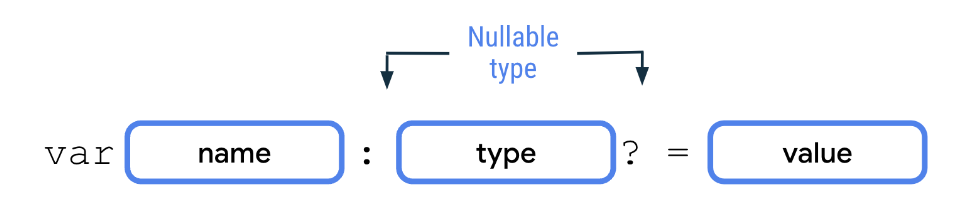 Nullable
type
var name : type ? = value